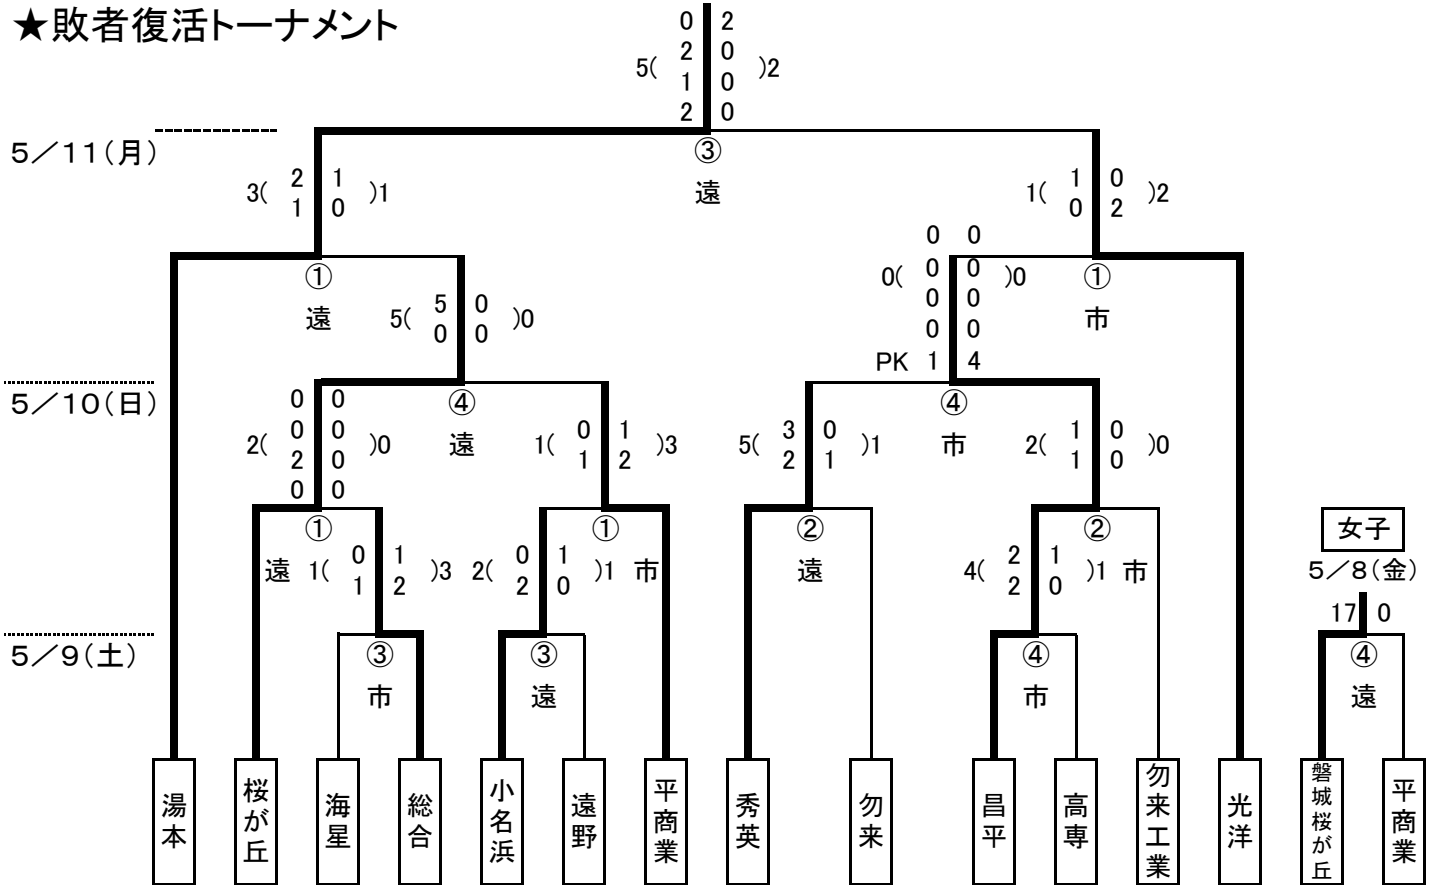 ★敗者復活トーナメント
0 2
2 0
5( )2
1 0
2 0
5／11(月)
③
遠
2 1
3( )1
1 0
1 0
1( )2
0 2
①
遠
①
市
0 0
0 0
0( )0
0 0
0 0
PK 1 4
5 0
5( )0
0 0
5／10(日)
④
遠
④
市
0 0
0 0
2( )0
2 0
0 0
0 1
1( )3
1 2
3 0
5( )1
2 1
1 0
2( )0
1 0
①
遠
①
市
②
遠
②
市
0 1
1( )3
1 2
0 1
2( )1
2 0
2 1
4( )1
2 0
女子
5／8(金)
17 0
5／9(土)
③
市
③
遠
④
市
④
遠
湯本
桜が丘
海星
総合
小名浜
遠野
平商業
秀英
勿来
昌平
高専
勿来工業
光洋
磐城桜が丘
平商業